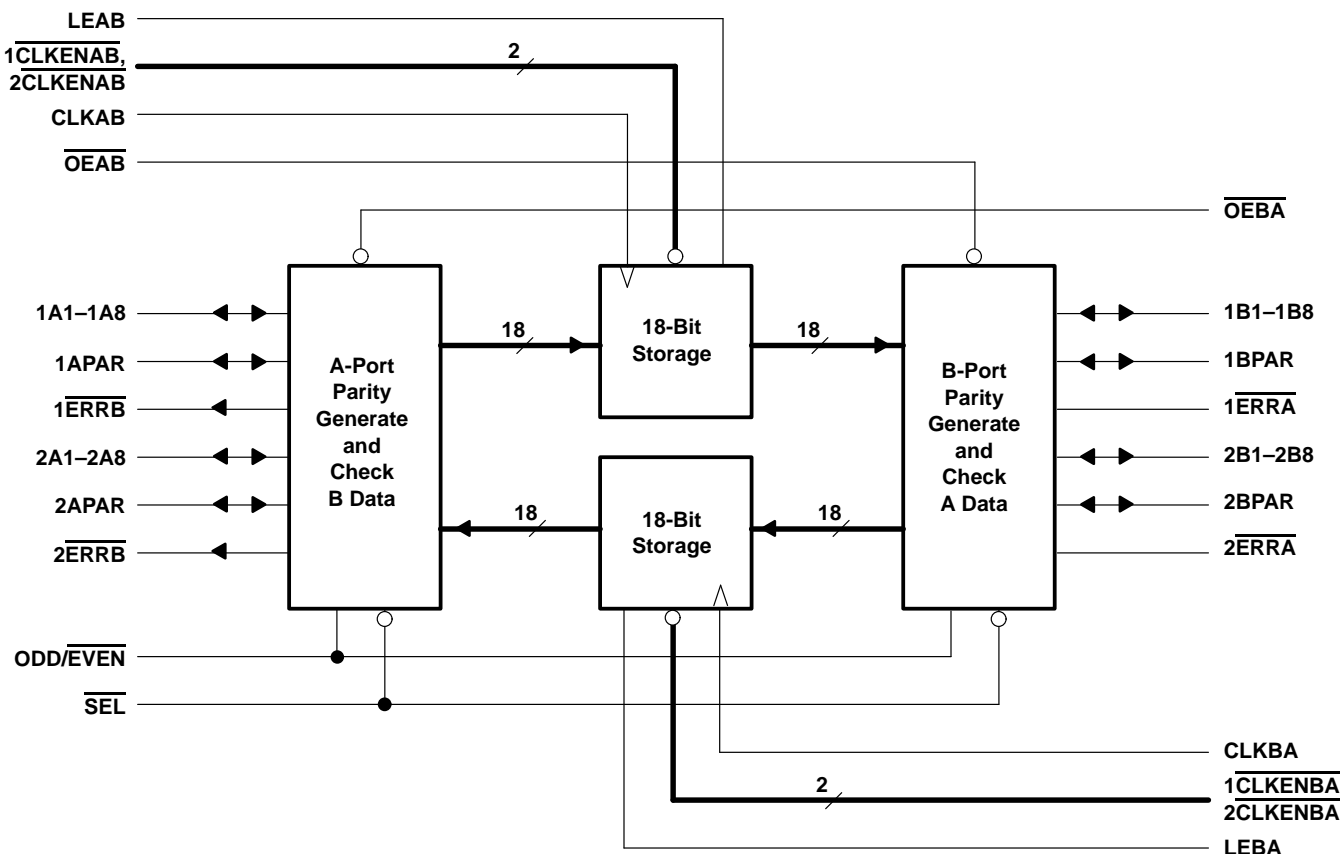 LEAB
1CLKENAB,
2CLKENAB
2
CLKAB
OEAB
OEBA
1A1–1A8
1APAR
1ERRB
2A1–2A8
2APAR
2ERRB
A-Port
Parity
Generate
and
Check
B Data
18
18-Bit
Storage
18
18
18-Bit
Storage
18
B-Port
Parity
Generate
and
Check
A Data
1B1–1B8
1BPAR
1ERRA
2B1–2B8
2BPAR
2ERRA
ODD/EVEN
SEL
CLKBA
2
1CLKENBA
2CLKENBA
LEBA